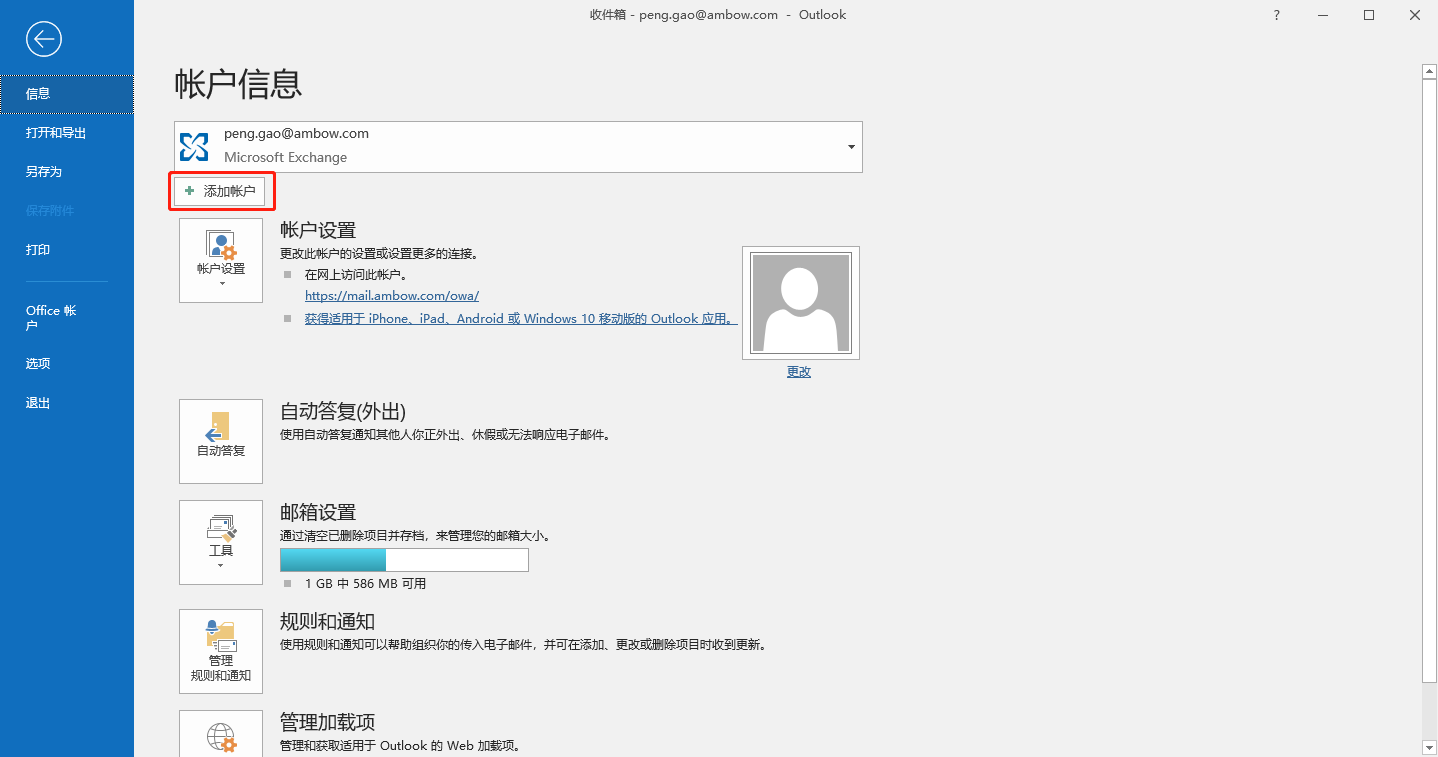 收件箱 - peng.gao@ambow.com - Outlook
?
信息
打开和导出
另存为
保存附件
打印
Office 帐
户
选项
退出
帐户信息
peng.gao@ambow.com
Microsoft Exchange
添加帐户
帐户设置
帐户设置
更改此帐户的设置或设置更多的连接。
在网上访问此帐户。
https://mail.ambow.com/owa/
获得适用于 iPhone、iPad、Android 或 Windows 10 移动版的 Outlook 应用。
更改
自动答复
自动答复(外出)
使用自动答复通知其他人你正外出、休假或无法响应电子邮件。
工具
邮箱设置
通过清空已删除项目并存档，来管理您的邮箱大小。
1 GB 中 586 MB 可用
管理
规则和通知
规则和通知
使用规则和通知可以帮助组织你的传入电子邮件，并可在添加、更改或删除项目时收到更新。
管理加载项
管理和获取适用于 Outlook 的 Web 加载项。